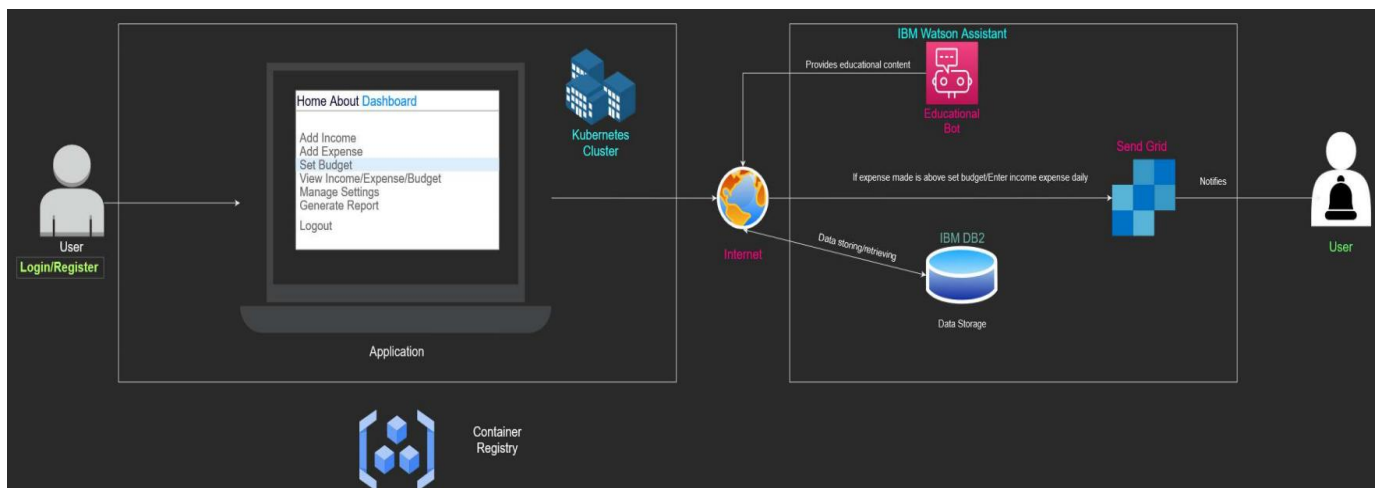 User
Login/Register
Home About Dashboard
Add Income
Add Expense
Set Budget
View Income/Expense/Budget
Manage Settings
Generate Report
Logout
Application
Kubernetes
Cluster
Container
Registry
Internet
IBM Watson Assistant
Provides educational content
Educational
Bot
If expense made is above set budget/Enter income expense daily
Data storing/retrieving
IBM DB2
Data Storage
Send Grid
Notifies
User